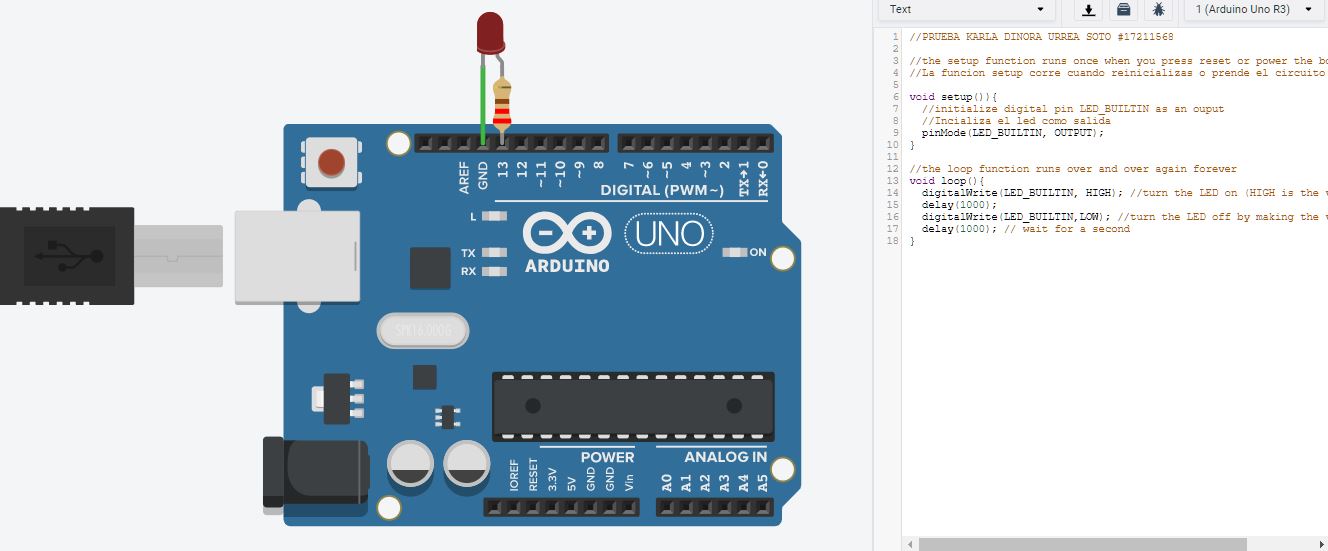 Text
1 (Arduino Uno R3)
1 //PRUEBA KARLA DINORA URREA SOTO #17211568
2
3 //the setup function runs once when you press reset or power the bo
4 //La funcion setup corre cuando reinicializas o prende el circuito
5
6 void setup()){
7 //initialize digital pin LED_BUILTIN as an ouput
8 //Incializa el led como salida
9 pinMode(LED_BUILTIN, OUTPUT);
10 }
11
12 //the loop function runs over and over again forever
13 void loop(){
14 digitalWrite(LED_BUILTIN, HIGH); //turn the LED on (HIGH is the v
15 delay(1000);
16 digitalWrite(LED_BUILTIN,LOW); //turn the LED off by making the v
17 delay(1000); // wait for a second
18 }
AREF
GND
13
12
~11
~10
~9
8
7
~6
~5
4
~3
2
TX→1
RX←0
DIGITAL (PWM~)
L
TX
RX
UNO
ON
ARDUINO
SPK16.000G
POWER
ANALOG IN
IOREF
RESET
3.3V
5V
GND
GND
Vin
A0
A1
A2
A3
A4
A5